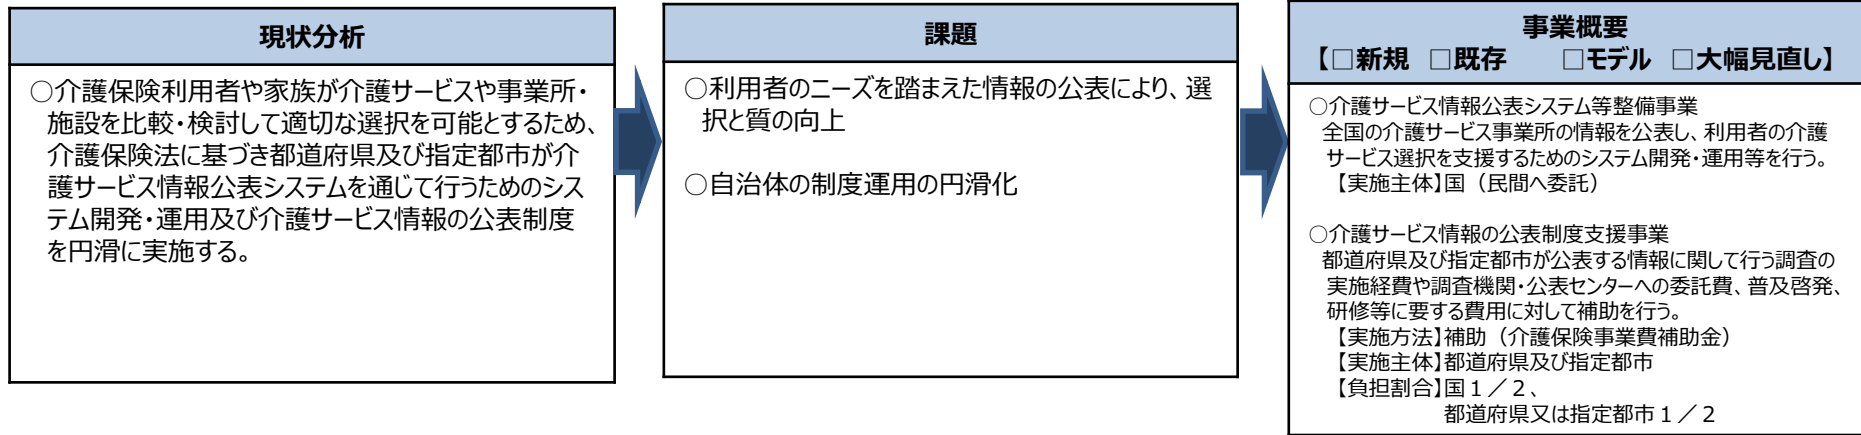 現状分析
○介護保険利用者や家族が介護サービスや事業所・
施設を比較・検討して適切な選択を可能とするため、
介護保険法に基づき都道府県及び指定都市が介
護サービス情報公表システムを通じて行うためのシス
テム開発・運用及び介護サービス情報の公表制度
を円滑に実施する。
課題
○利用者のニーズを踏まえた情報の公表により、選
択と質の向上
○自治体の制度運用の円滑化
事業概要
【□新規 □既存 □モデル □大幅見直し】
○介護サービス情報公表システム等整備事業
全国の介護サービス事業所の情報を公表し、利用者の介護
サービス選択を支援するためのシステム開発・運用等を行う。
【実施主体】国（民間へ委託）
○介護サービス情報の公表制度支援事業
都道府県及び指定都市が公表する情報に関して行う調査の
実施経費や調査機関・公表センターへの委託費、普及啓発、
研修等に要する費用に対して補助を行う。
【実施方法】補助（介護保険事業費補助金）
【実施主体】都道府県及び指定都市
【負担割合】国１／２、
都道府県又は指定都市１／２